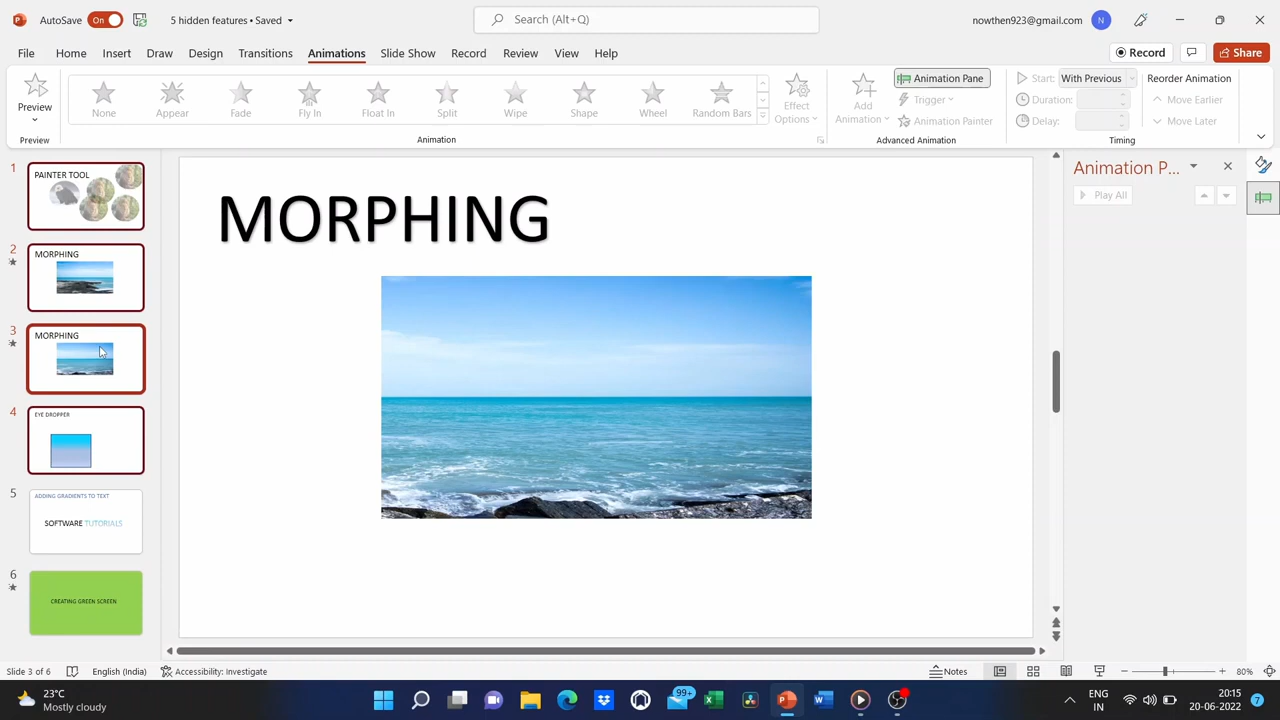 AutoSave On 5 hidden features • Saved Search (Alt+Q) nowthen923@gmail.com N
File Home Insert Draw Design Transitions Animations Slide Show Record Review View Help Record Share
Preview None Appear Fade Fly In Float In Split Wipe Shape Wheel Random Bars Effect Options Add Animation Animation Pane Trigger Animation Painter Start: With Previous Duration: Delay: Reorder Animation Move Earlier Move Later
Preview Animation Advanced Animation Timing
1 PAINTER TOOL
2 MORPHING
3 MORPHING
4 EYE DROPPER
5 ADDING GRADIENTS TO TEXT
SOFTWARE TUTORIALS
6 CREATING GREEN SCREEN
MORPHING
Animation P...
Play All
Slide 3 of 6 English (India) Accessibility: Investigate Notes 80%
23°C
Mostly cloudy
99+
ENG
IN
20:15
20-06-2022
7